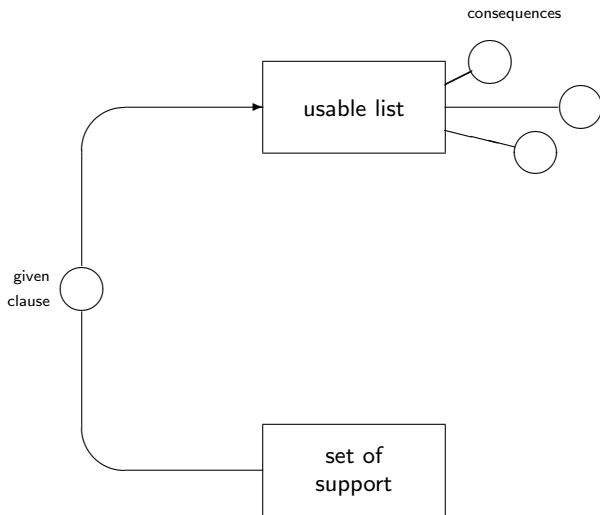 consequences
usable list
given
clause
set of
support